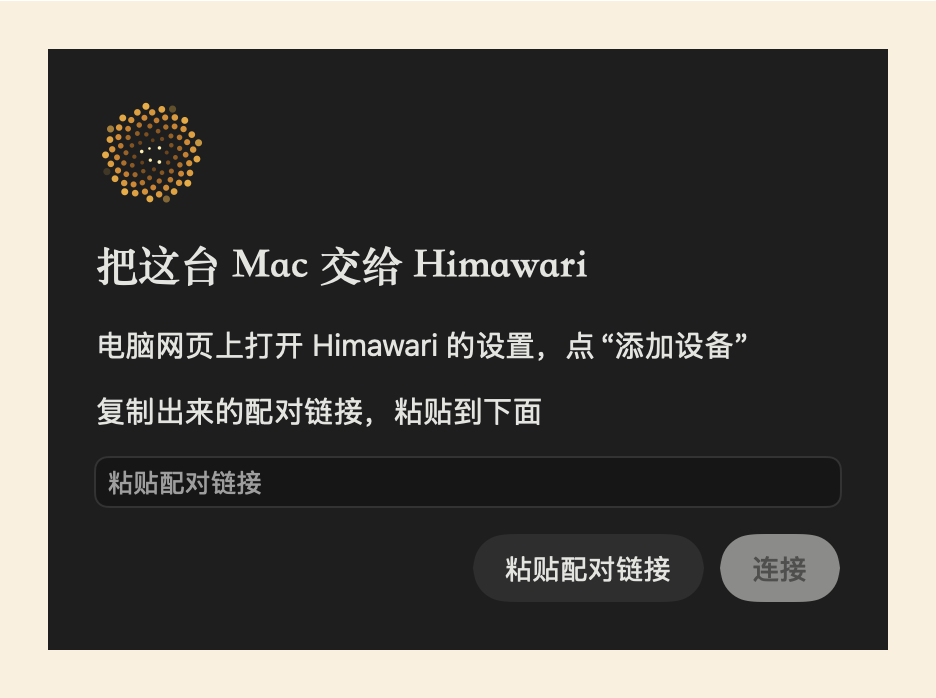 把这台 Mac 交给 Himawari
电脑网页上打开 Himawari 的设置，点 “添加设备”
复制出来的配对链接，粘贴到下面
粘贴配对链接
粘贴配对链接
连接